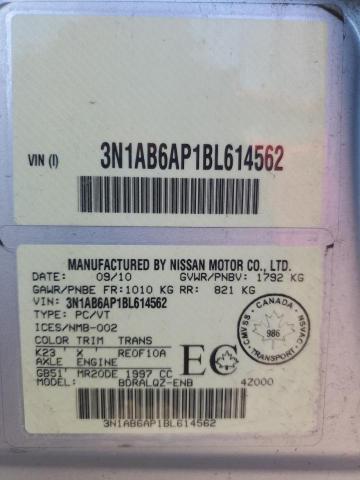 VIN (I) 3N1AB6AP1BL614562
MANUFACTURED BY NISSAN MOTOR CO., LTD.
DATE: 09/10 GVWR/PNBV: 1792 KG
GAWR/PNBE FR:1010 KG RR: 821 KG
VIN: 3N1AB6AP1BL614562
TYPE: PC/VT
ICES/NMB-002
COLOR TRIM TRANS
K23' X' RE0F10A
AXLE ENGINE
GB51' MR20DE 1997 CC
MODEL: BDRALQZ-ENB 4Z000
3N1AB6AP1BL614562
EC
CMVSS - CANADA - NSVAC
986
TRANSPORT